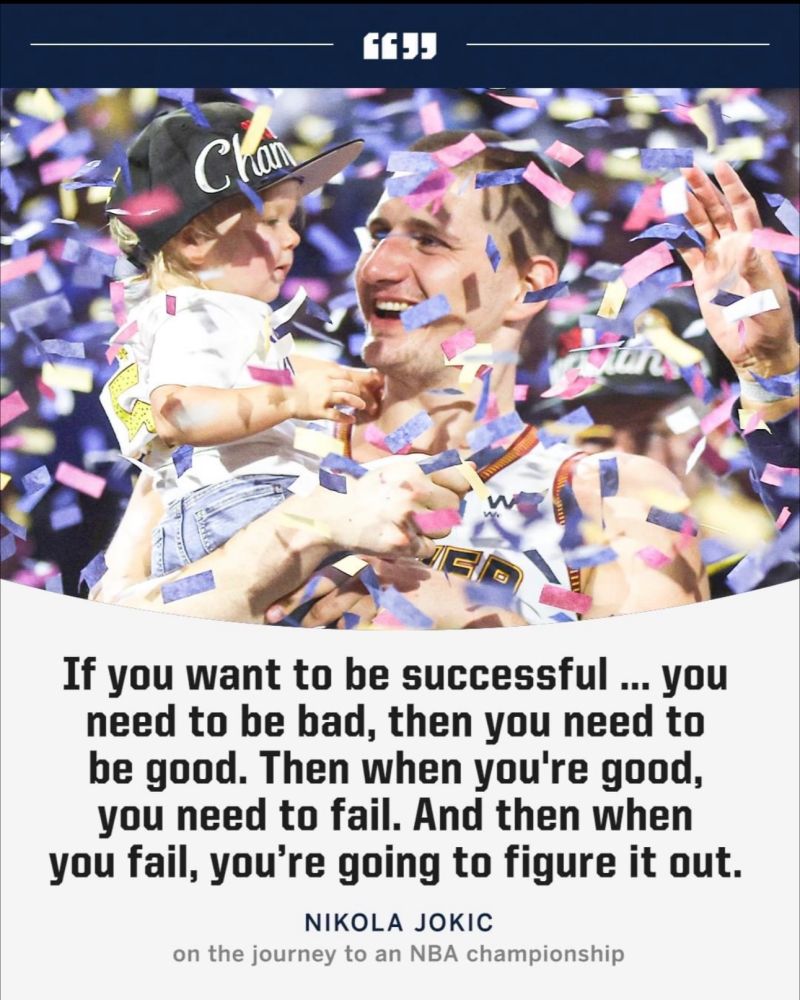 Cham
If you want to be successful ... you
need to be bad, then you need to
be good. Then when you're good,
you need to fail. And then when
you fail, you’re going to figure it out.
NIKOLA JOKIC
on the journey to an NBA championship